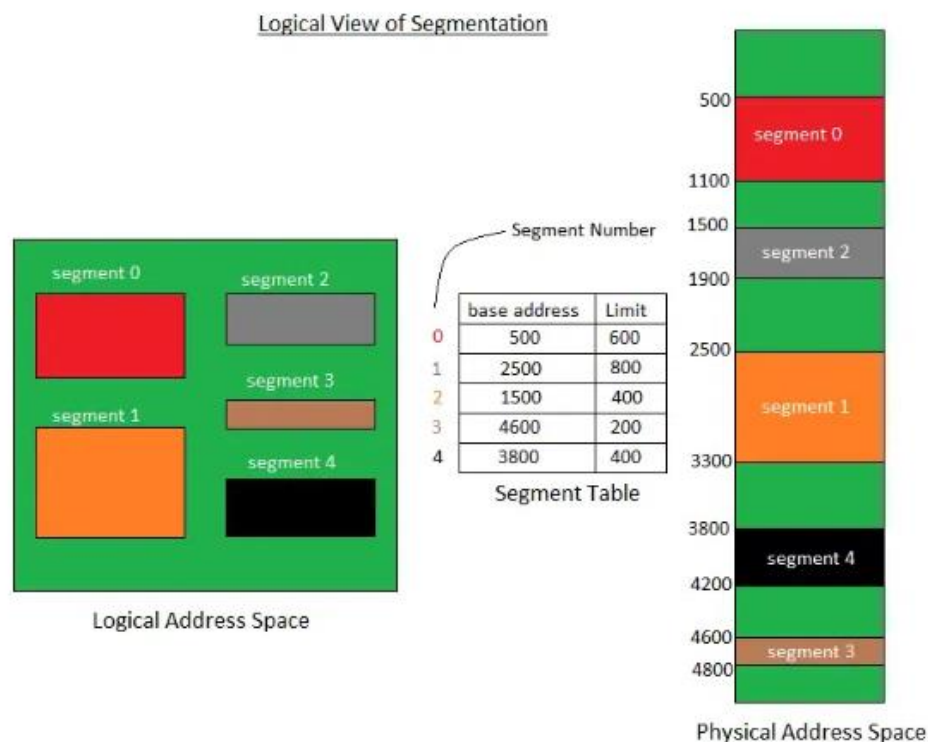 Logical View of Segmentation
segment 0
segment 2
segment 3
segment 1
segment 4
Logical Address Space
Segment Number
base address Limit
0 500 600
1 2500 800
2 1500 400
3 4600 200
4 3800 400
Segment Table
500
segment 0
1100
1500
segment 2
1900
2500
segment 1
3300
3800
segment 4
4200
4600
segment 3
4800
Physical Address Space